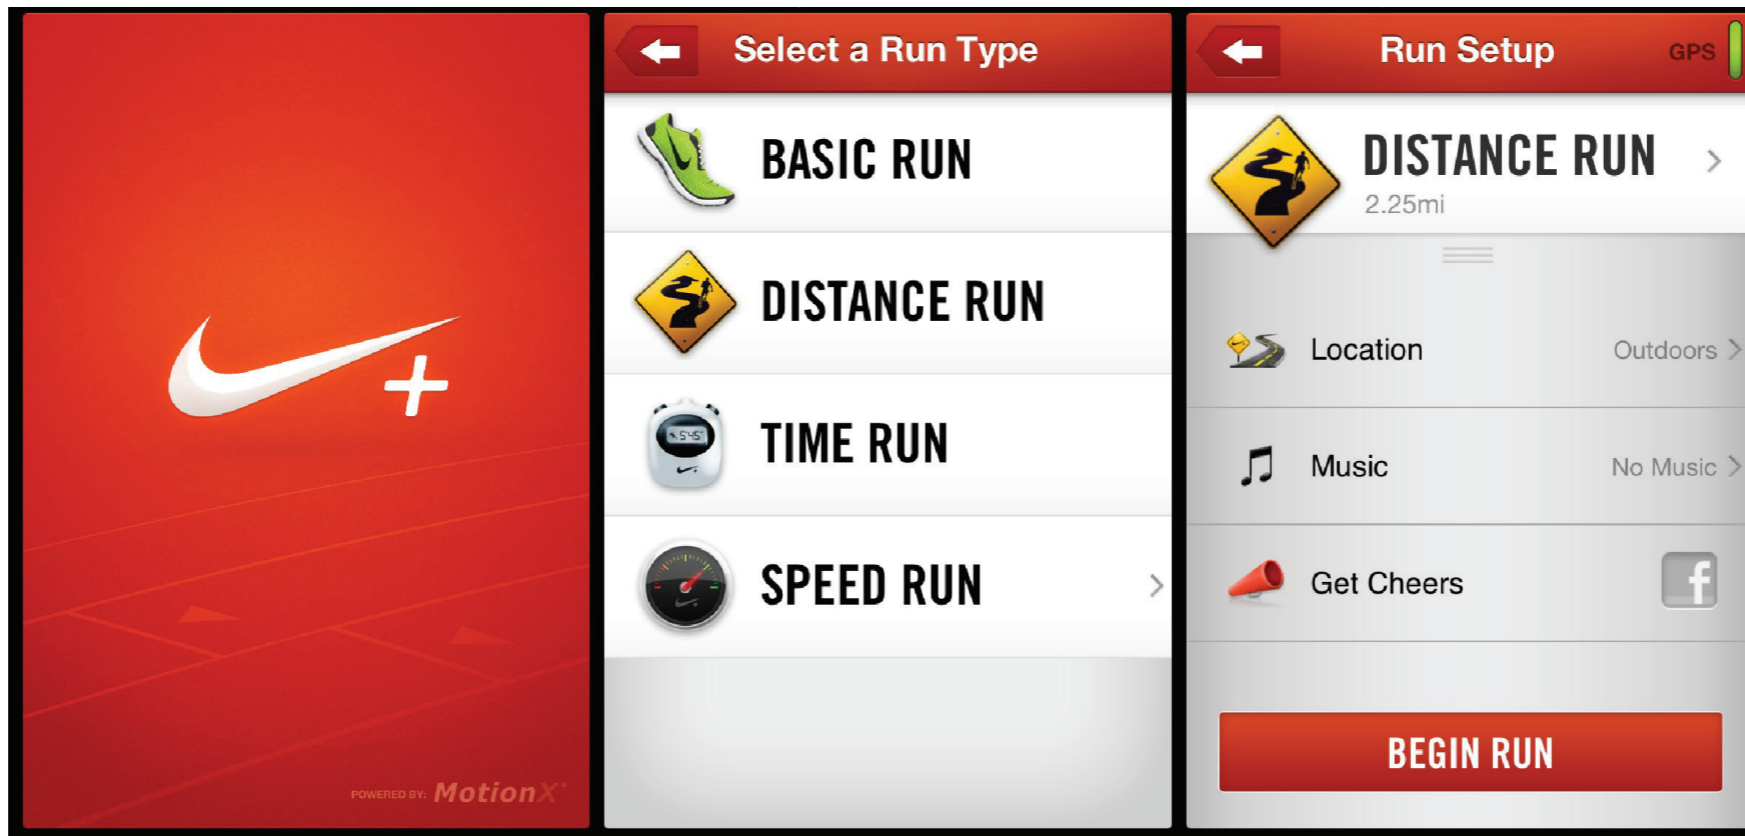 POWERED BY: MotionX
Select a Run Type
BASIC RUN
DISTANCE RUN
TIME RUN
SPEED RUN
Run Setup
GPS
DISTANCE RUN
2.25mi
Location
Outdoors
Music
No Music
Get Cheers
f
BEGIN RUN